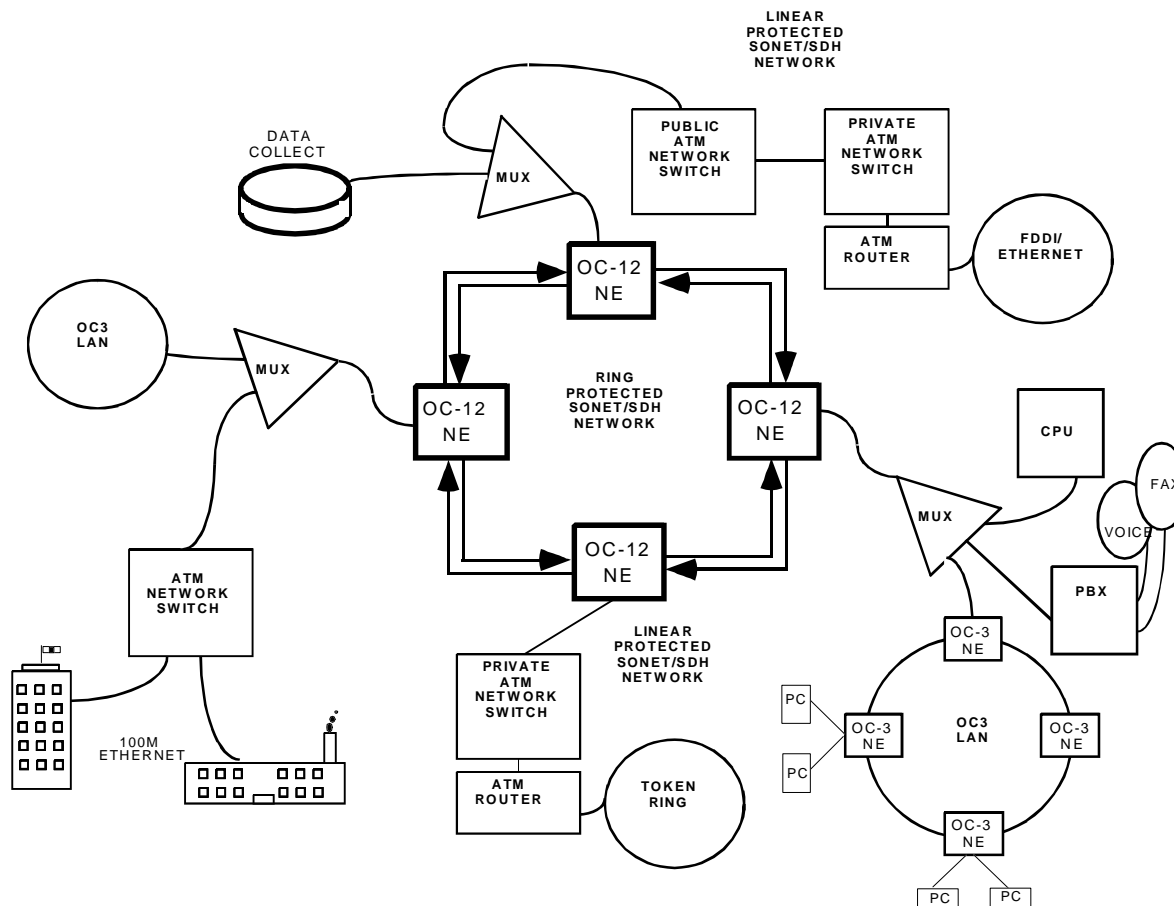 LINEAR
PROTECTED
SONET/SDH
NETWORK
DATA
COLLECT
MUX
PUBLIC
ATM
NETWORK
SWITCH
PRIVATE
ATM
NETWORK
SWITCH
ATM
ROUTER
FDDI/
ETHERNET
OC-12
NE
OC3
LAN
MUX
OC-12
NE
RING
PROTECTED
SONET/SDH
NETWORK
OC-12
NE
CPU
FAX
VOICE
MUX
PBX
OC-12
NE
ATM
NETWORK
SWITCH
100M
ETHERNET
LINEAR
PROTECTED
SONET/SDH
NETWORK
PRIVATE
ATM
NETWORK
SWITCH
ATM
ROUTER
TOKEN
RING
OC-3
NE
PC
OC-3
NE
OC3
LAN
OC-3
NE
PC
OC-3
NE
PC
PC